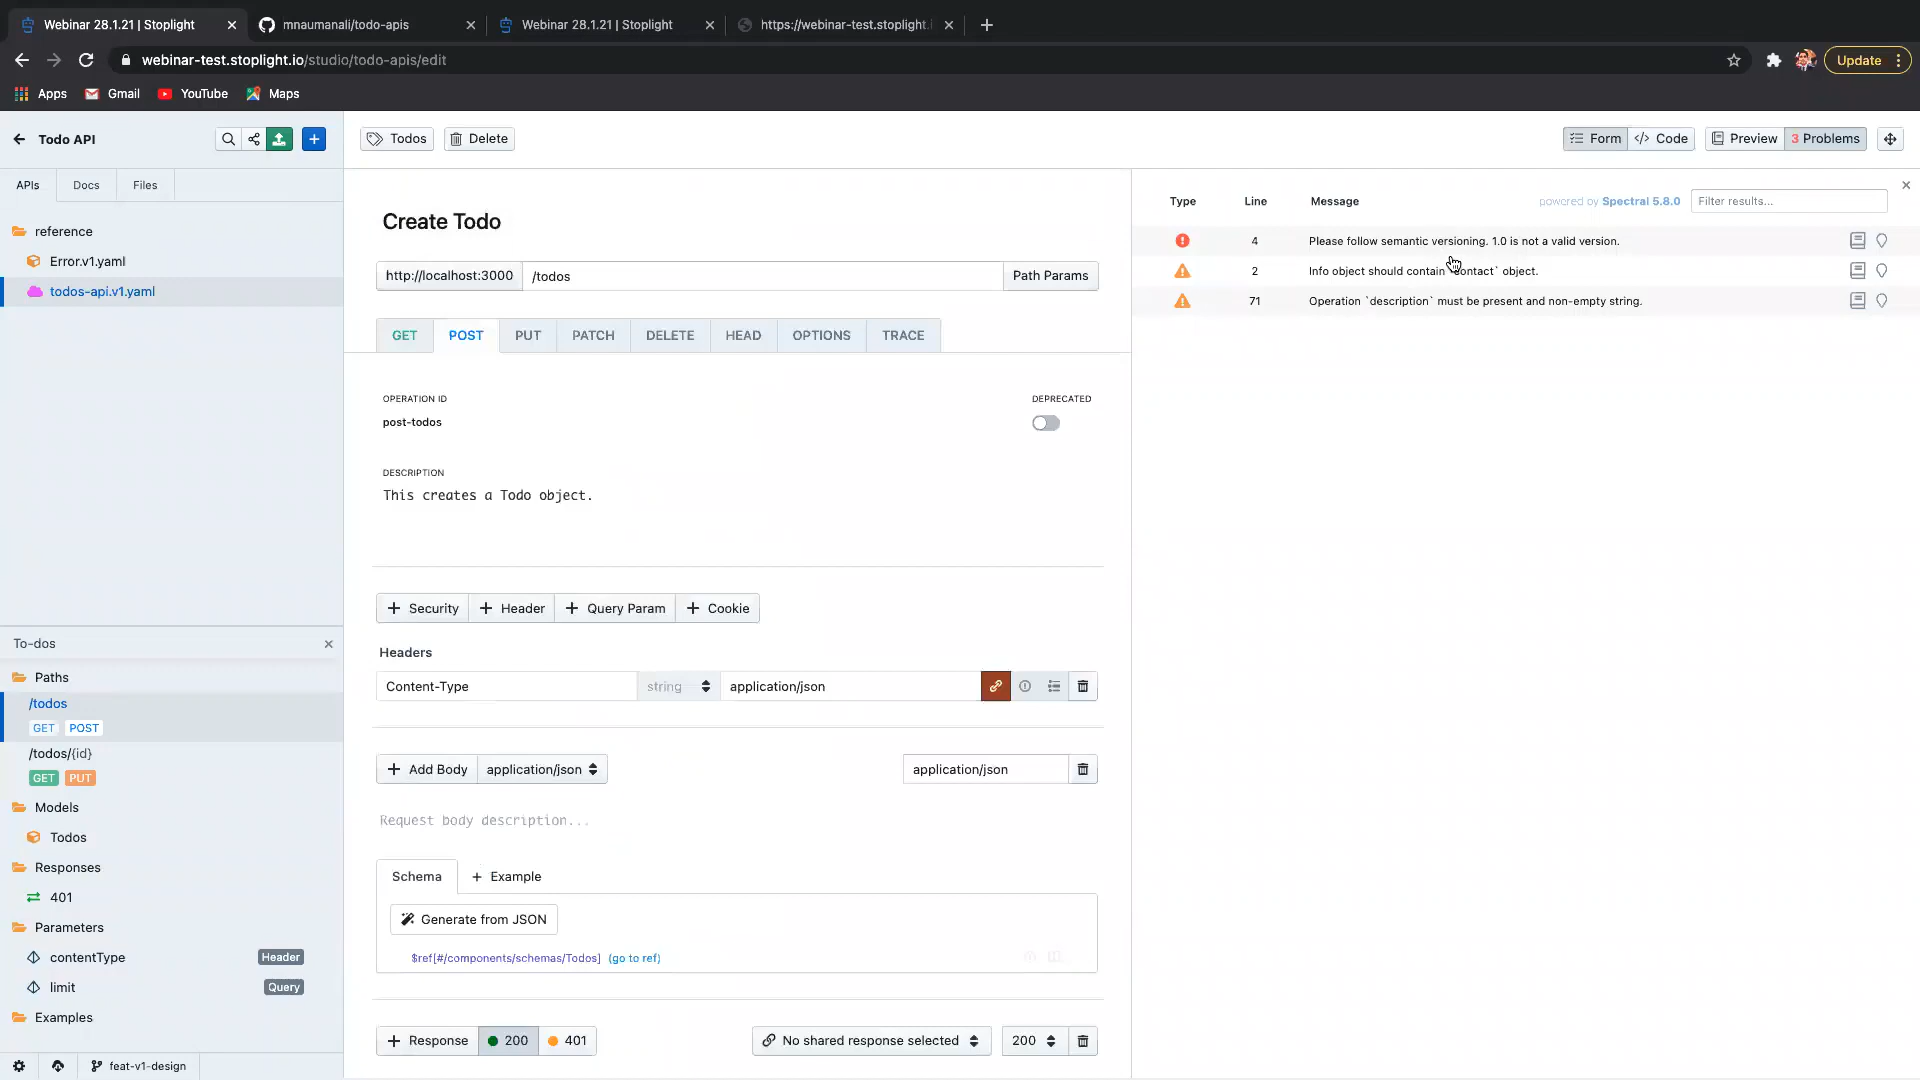 Webinar 28.1.21 | Stoplight
mnaumanali/todo-apis
Webinar 28.1.21 | Stoplight
https://webinar-test.stoplight.
webinar-test.stoplight.io/studio/todo-apis/edit
Update
Apps
Gmail
YouTube
Maps
Todo API
Todos
Delete
Form
Code
Preview
3 Problems
APIs
Docs
Files
reference
Error.v1.yaml
todos-api.v1.yaml
Create Todo
http://localhost:3000
/todos
Path Params
GET
POST
PUT
PATCH
DELETE
HEAD
OPTIONS
TRACE
OPERATION ID
post-todos
DEPRECATED
DESCRIPTION
This creates a Todo object.
Security
Header
Query Param
Cookie
Headers
Content-Type
string
application/json
Add Body
application/json
application/json
Request body description...
Schema
Example
Generate from JSON
$ref[#/components/schemas/Todos] (go to ref)
Response
200
401
No shared response selected
200
Type
Line
Message
powered by Spectral 5.8.0
Filter results...
4
Please follow semantic versioning. 1.0 is not a valid version.
2
Info object should contain `contact` object.
71
Operation `description` must be present and non-empty string.
To-dos
Paths
/todos
GET
POST
/todos/{id}
GET
PUT
Models
Todos
Responses
401
Parameters
contentType
Header
limit
Query
Examples
feat-v1-design